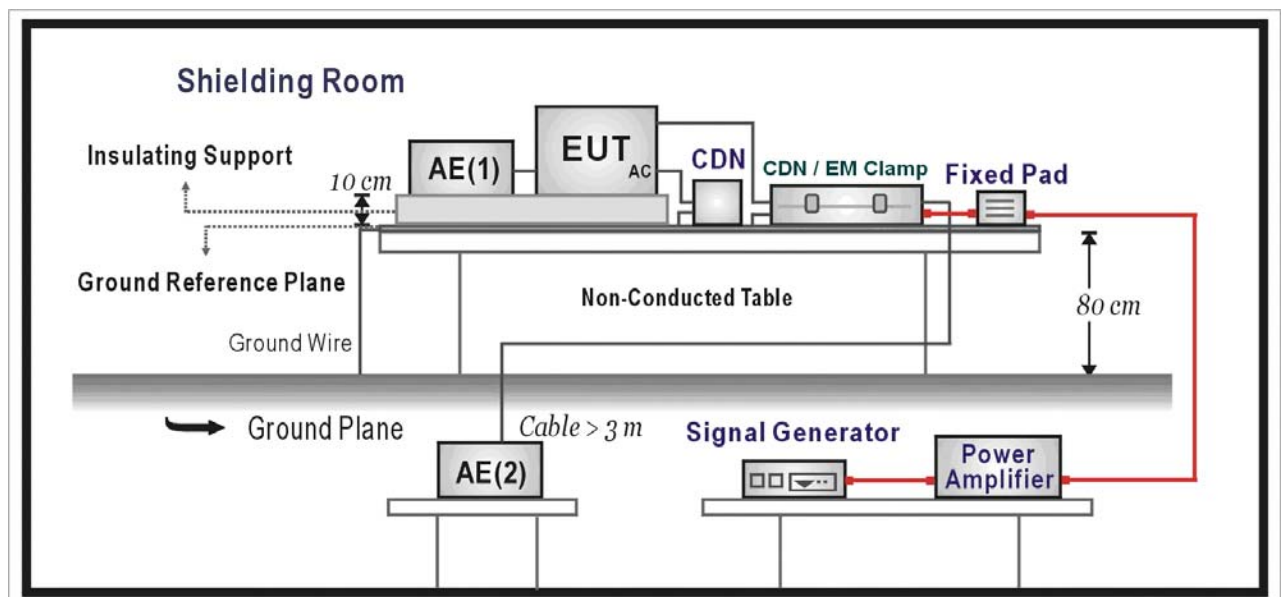 Shielding Room
Insulating Support
10 cm
AE(1)
EUT
AC
CDN
CDN / EM Clamp
Fixed Pad
Ground Reference Plane
Non-Conducted Table
80 cm
Ground Wire
Ground Plane
Cable > 3 m
AE(2)
Signal Generator
Power
Amplifier